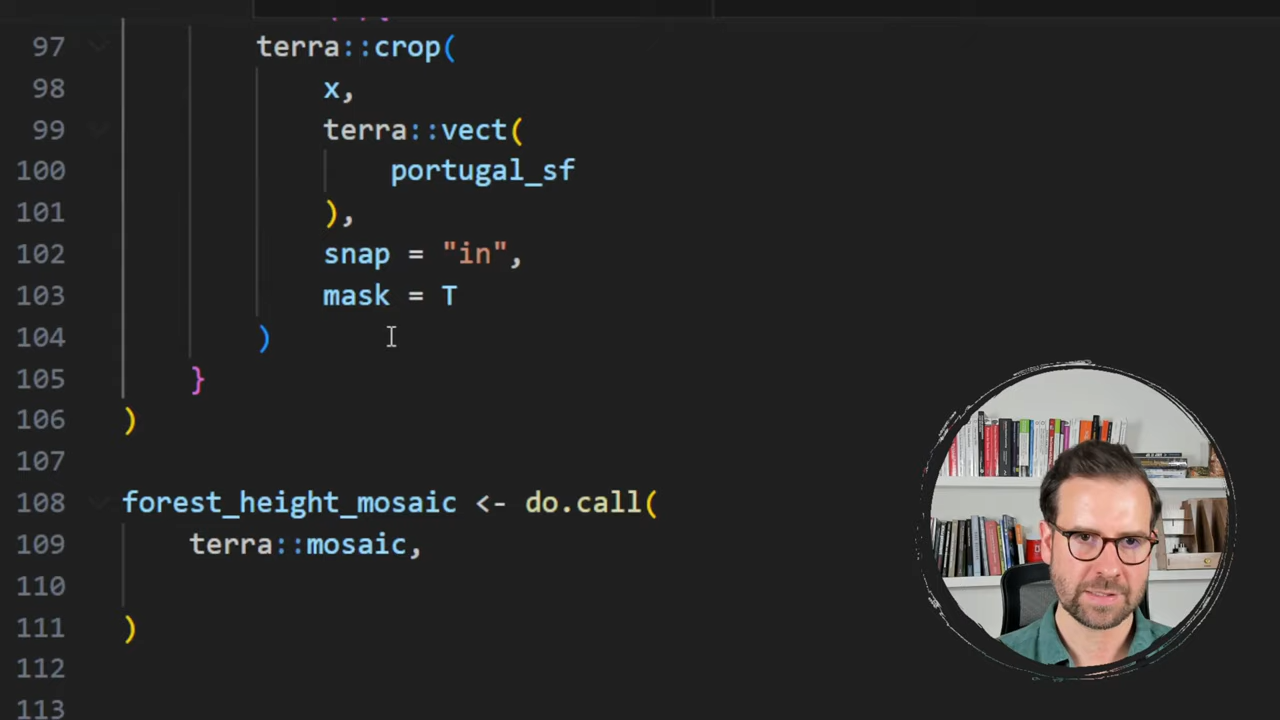 97 terra::crop(
98 x,
99 terra::vect(
100 portugal_sf
101 ),
102 snap = "in",
103 mask = T
104 )
105 }
106 )
107
108 forest_height_mosaic <- do.call(
109 terra::mosaic,
110
111 )
112
113